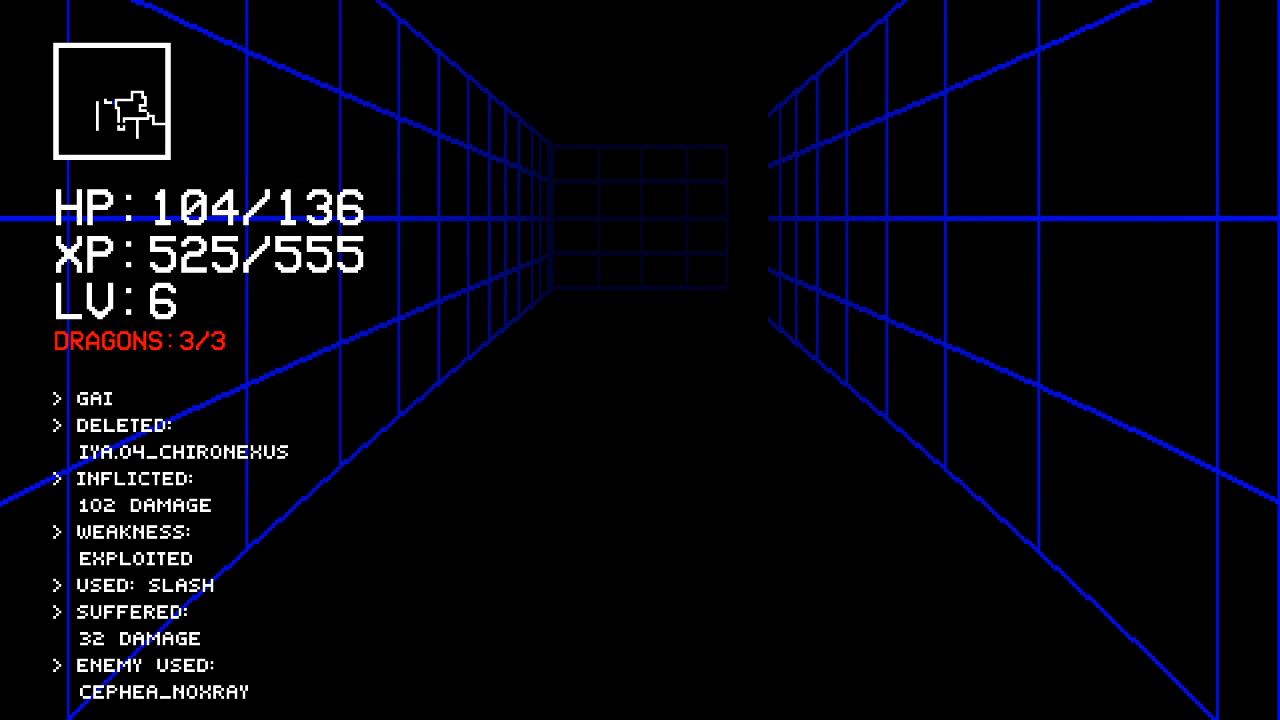 HP:104/136
XP:525/555
LV:6
DRAGONS:3/3
> GAI
> DELETED:
IYA.04_CHIRONEXUS
> INFLICTED:
102 DAMAGE
> WEAKNESS:
EXPLOITED
> USED: SLASH
> SUFFERED:
32 DAMAGE
> ENEMY USED:
CEPHEA_NOXRAY